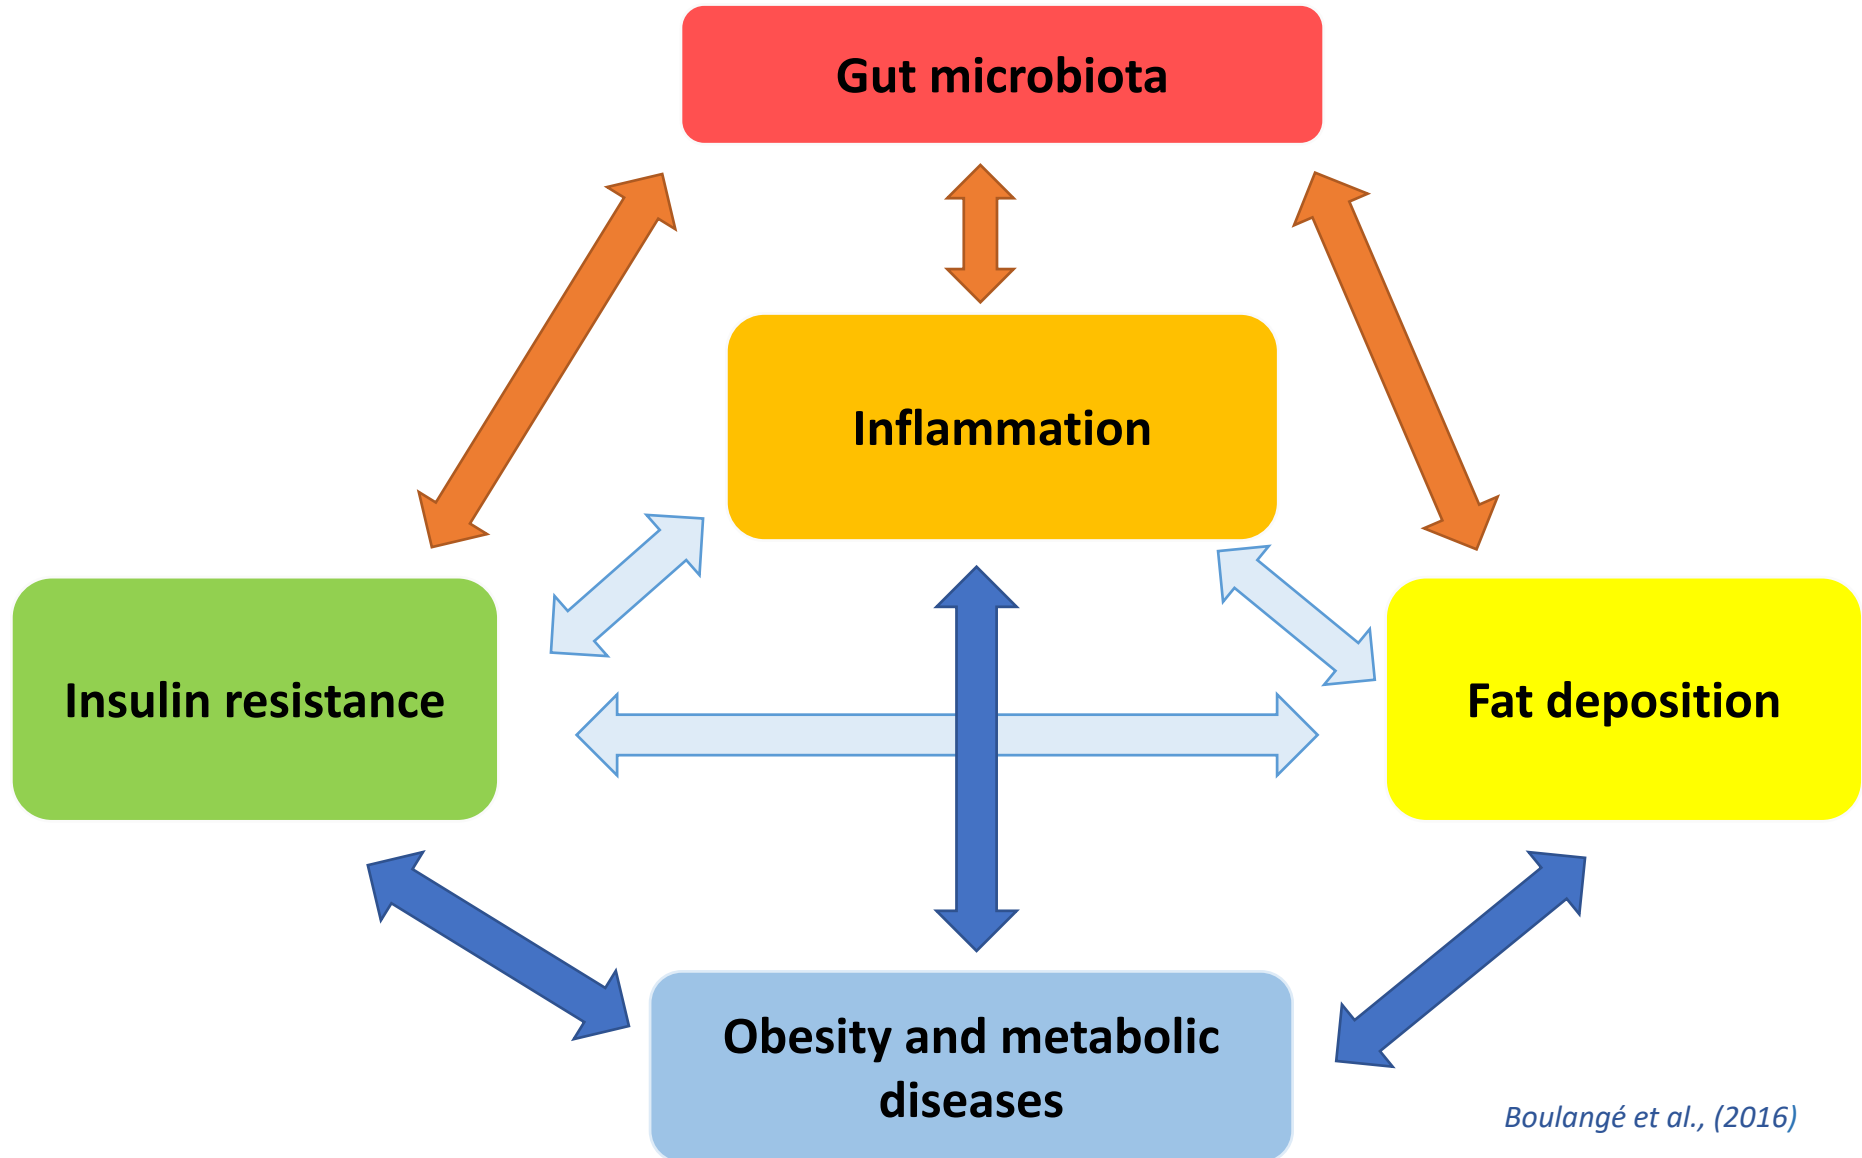 Gut microbiota
Inflammation
Insulin resistance
Fat deposition
Obesity and metabolic
diseases
Boulangé et al., (2016)